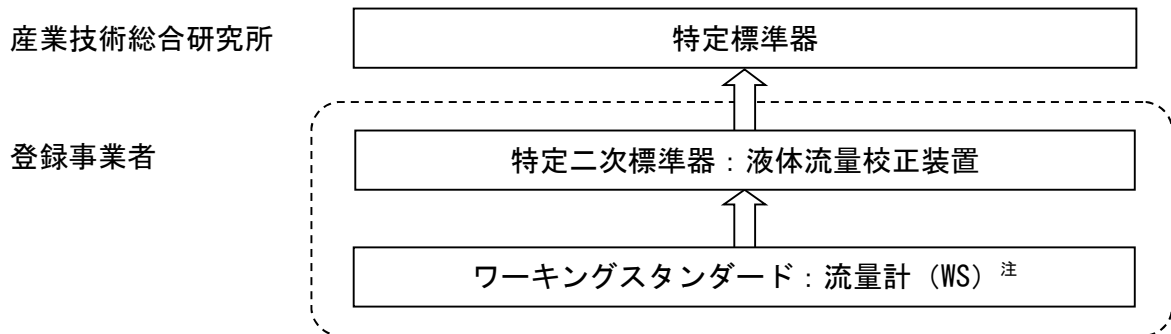 産業技術総合研究所
特定標準器
登録事業者
特定二次標準器：液体流量校正装置
ワーキングスタンダード：流量計（WS）注